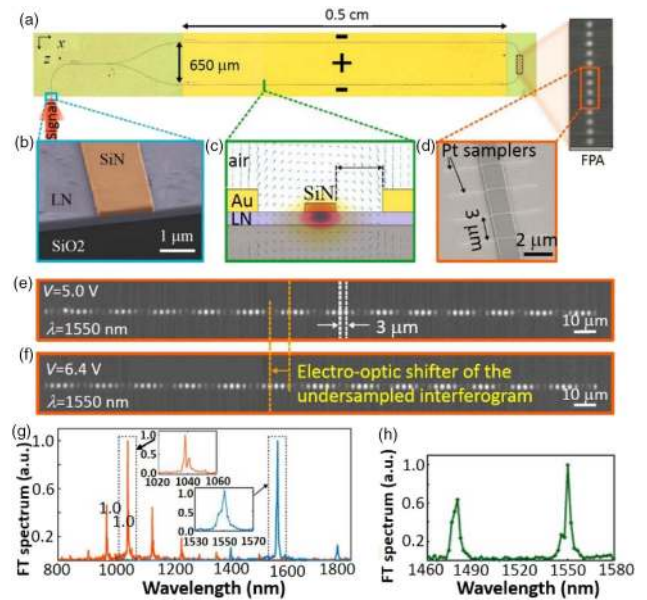 (a)
0.5 cm
x
z
650 μm
-
+
-
Signal
FPA
(b)
SiN
LN
SiO2
1 μm
(c)
air
Au
SiN
LN
(d)
Pt samplers
3 μm
2 μm
(e)
V=5.0 V
λ=1550 nm
3 μm
10 μm
(f)
V=6.4 V
λ=1550 nm
Electro-optic shifter of the
undersampled interferogram
10 μm
(g)
FT spectrum (a.u.)
1.0
0.8
0.6
0.4
0.2
1.0
1.0
1.0
0.5
0.0
1020 1040 1060
1.0
0.5
0.0
1530 1550 1570
800 1000 1200 1400 1600 1800
Wavelength (nm)
(h)
FT spectrum (a.u.)
1.0
0.8
0.6
0.4
0.2
1460 1490 1520 1550 1580
Wavelength (nm)